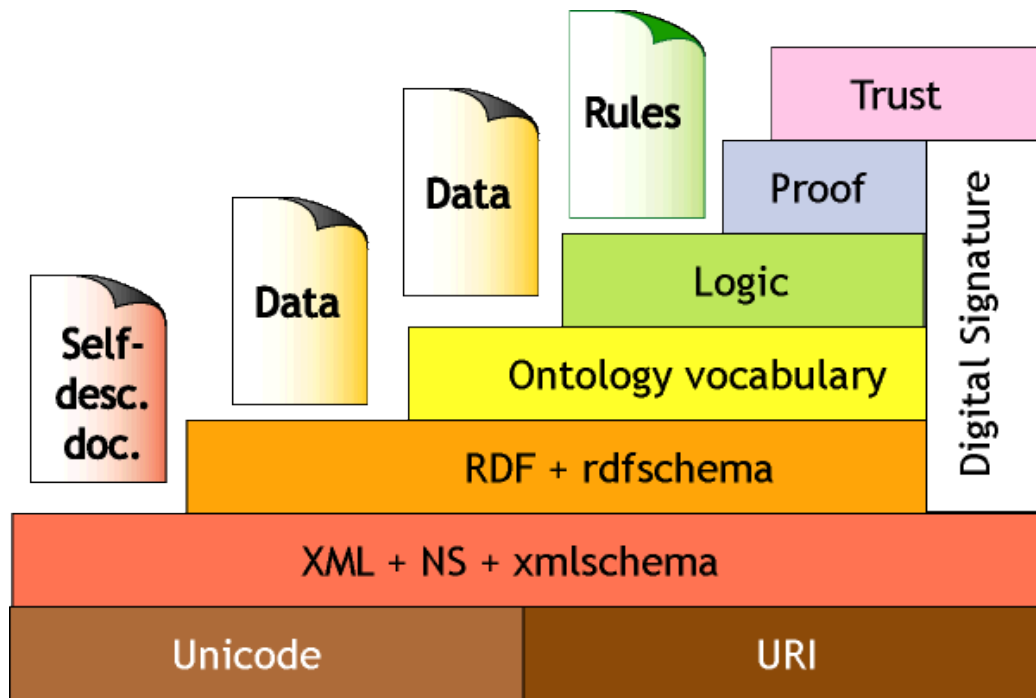 Rules
Trust
Data
Proof
Digital Signature
Data
Logic
Self-
desc.
doc.
Ontology vocabulary
RDF + rdfschema
XML + NS + xmlschema
Unicode
URI